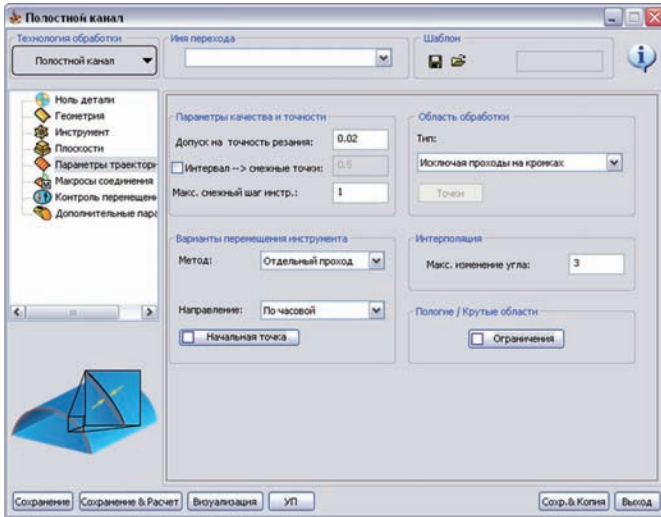 Полостной канал
Технология обработки
Полостной канал
Имя перехода
Шаблон
Ноль детали
Геометрия
Инструмент
Плоскости
Параметры траектори
Макросы соединения
Контроль перемещени
Дополнительные пара
Параметры качества и точности
Допуск на точность резания: 0.02
Интервал --> смежные точки: 0.5
Макс. снежный шаг инстр.: 1
Область обработки
Тип:
Исключая проходы на кромках
Точки
Варианты перемещения инструмента
Метод: Отдельный проход
Направление: По часовой
Начальная точка
Интерполяция
Макс. изменение угла: 3
Пологие / Крутые области
Ограничения
Сохранение Сохранение & Расчет Визуализация УП Сохр.& Копия Выход